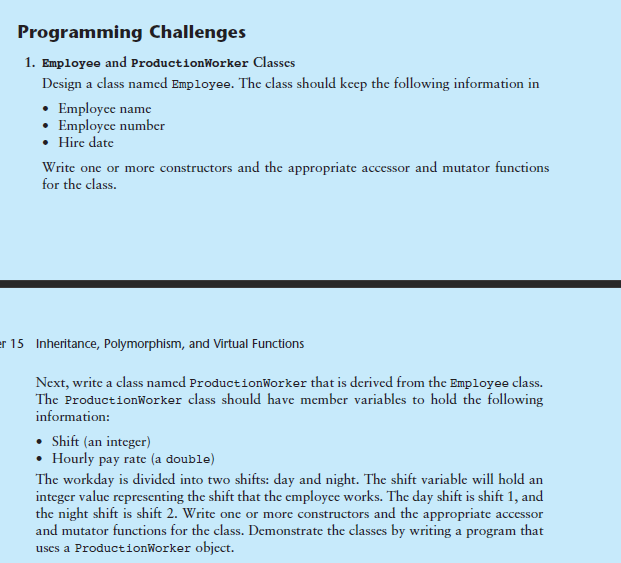 Programming Challenges
1. Employee and ProductionWorker Classes
Design a class named Employee. The class should keep the following information in
• Employee name
• Employee number
• Hire date
Write one or more constructors and the appropriate accessor and mutator functions
for the class.
er 15 Inheritance, Polymorphism, and Virtual Functions
Next, write a class named ProductionWorker that is derived from the Employee class.
The ProductionWorker class should have member variables to hold the following
information:
• Shift (an integer)
• Hourly pay rate (a double)
The workday is divided into two shifts: day and night. The shift variable will hold an
integer value representing the shift that the employee works. The day shift is shift 1, and
the night shift is shift 2. Write one or more constructors and the appropriate accessor
and mutator functions for the class. Demonstrate the classes by writing a program that
uses a ProductionWorker object.